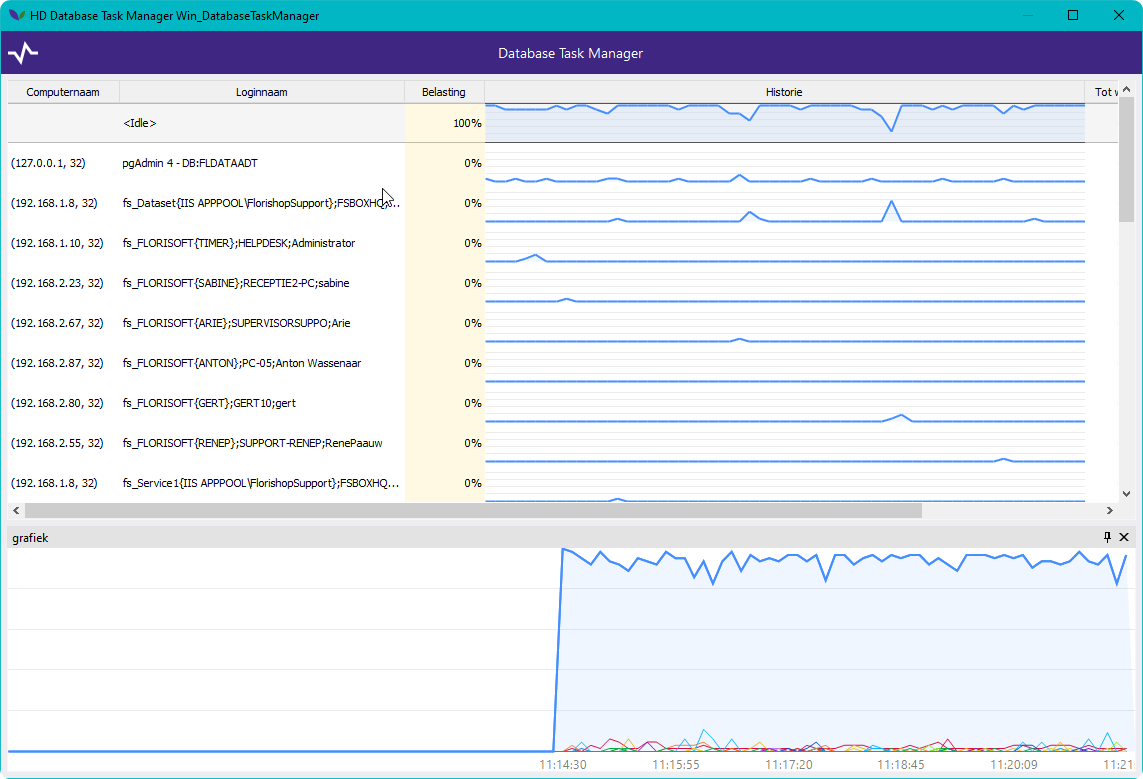 HD Database Task Manager Win_DatabaseTaskManager
Database Task Manager
Computernaam Loginnaam Belasting Historie Tot v
<Idle> 100%
(127.0.0.1, 32) pgAdmin 4 - DB:FLDATAADT 0%
(192.168.1.8, 32) fs_Dataset{IIS APPPOOL\FlorishopSupport};FSBOXHQ... 0%
(192.168.1.10, 32) fs_FLORISOFT{TIMER};HELPDESK;Administrator 0%
(192.168.2.23, 32) fs_FLORISOFT{SABINE};RECEPTIE2-PC;sabine 0%
(192.168.2.67, 32) fs_FLORISOFT{ARIE};SUPERVISORSUPPO;Arie 0%
(192.168.2.87, 32) fs_FLORISOFT{ANTON};PC-05;Anton Wassenaar 0%
(192.168.2.80, 32) fs_FLORISOFT{GERT};GERT10;gert 0%
(192.168.2.55, 32) fs_FLORISOFT{RENEP};SUPPORT-RENEP;RenePaauw 0%
(192.168.1.8, 32) fs_Service1{IIS APPPOOL\FlorishopSupport};FSBOXHQ... 0%
grafiek
11:14:30 11:15:55 11:17:20 11:18:45 11:20:09 11:21